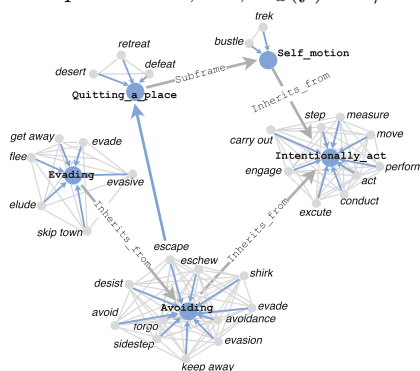 trek
bustle
Self_motion
retreat
defeat
desert
Subframe
Quitting_a_place
Inherits_from
step
measure
carry out
move
Intentionally_act
engage
perform
act
conduct
excute
get away
evade
flee
Evading
evasive
elude
skip town
Inherits_from
Inherits_from
escape
eschew
shirk
desist
Avoiding
evade
avoid
avoidance
forgo
sidestep
evasion
keep away